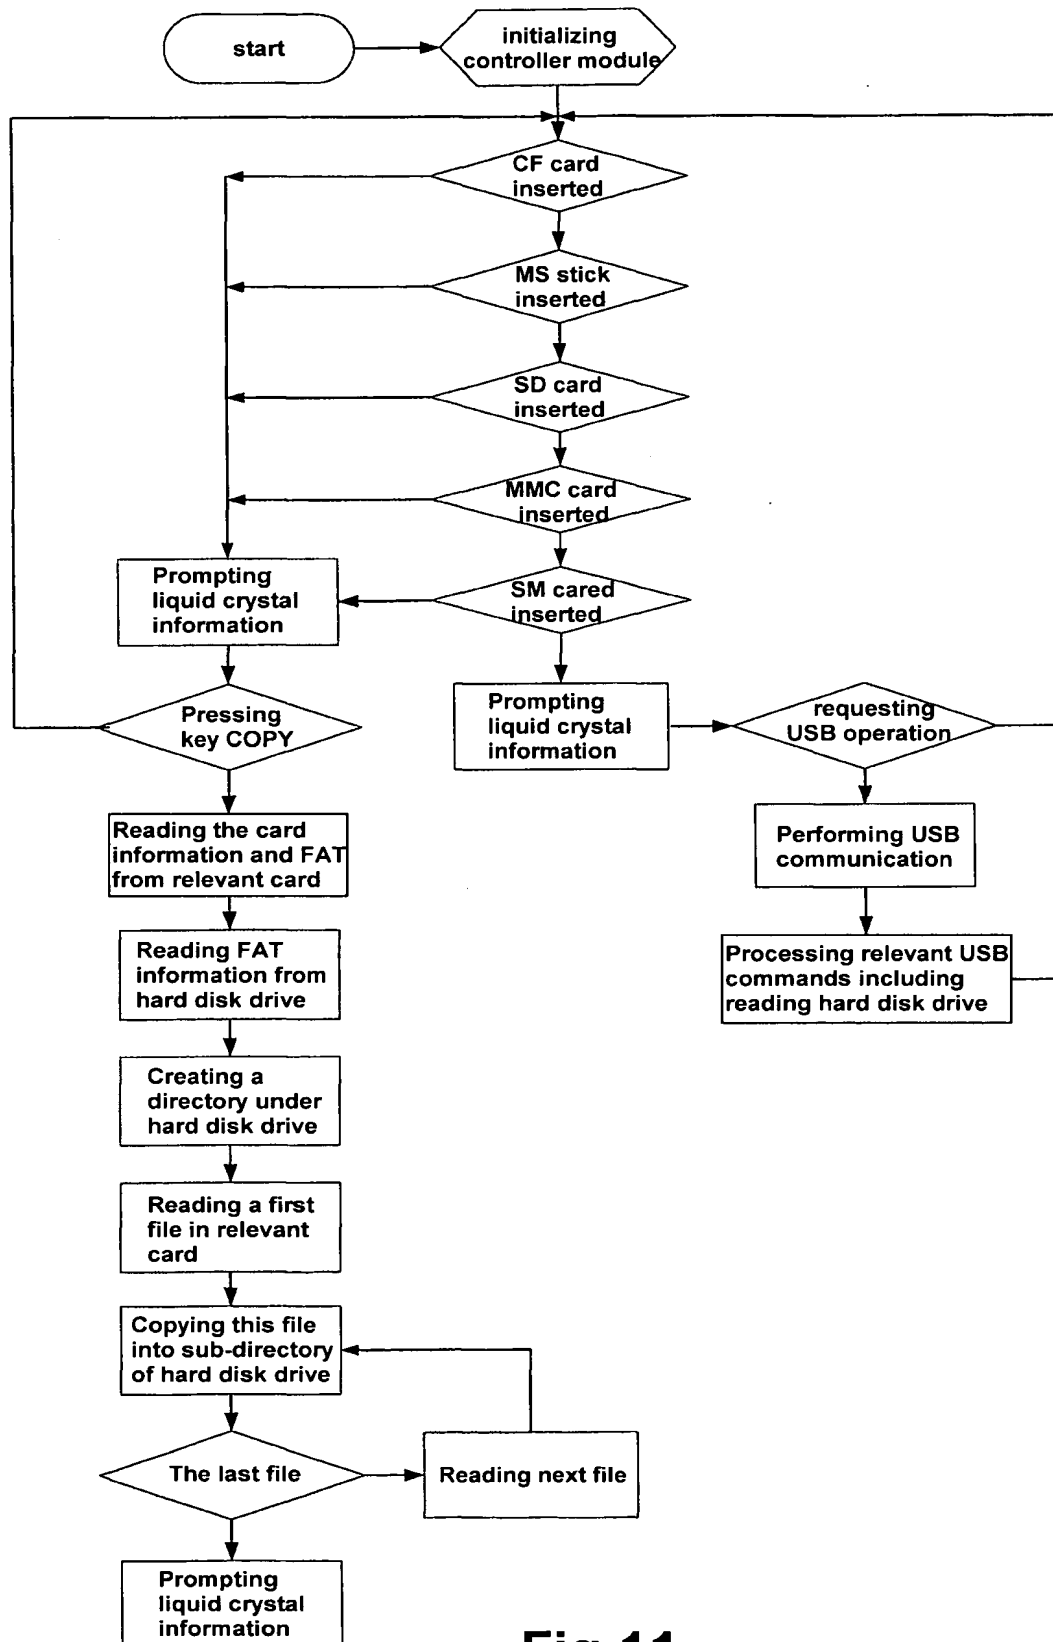 start
initializing
controller module
CF card
inserted
MS stick
inserted
SD card
inserted
MMC card
inserted
Prompting
liquid crystal
information
SM cared
inserted
Pressing
key COPY
Prompting
liquid crystal
information
requesting
USB operation
Reading the card
information and FAT
from relevant card
Performing USB
communication
Reading FAT
information from
hard disk drive
Processing relevant USB
commands including
reading hard disk drive
Creating a
directory under
hard disk drive
Reading a first
file in relevant
card
Copying this file
into sub-directory
of hard disk drive
The last file
Reading next file
Prompting
liquid crystal
information
Fig.11